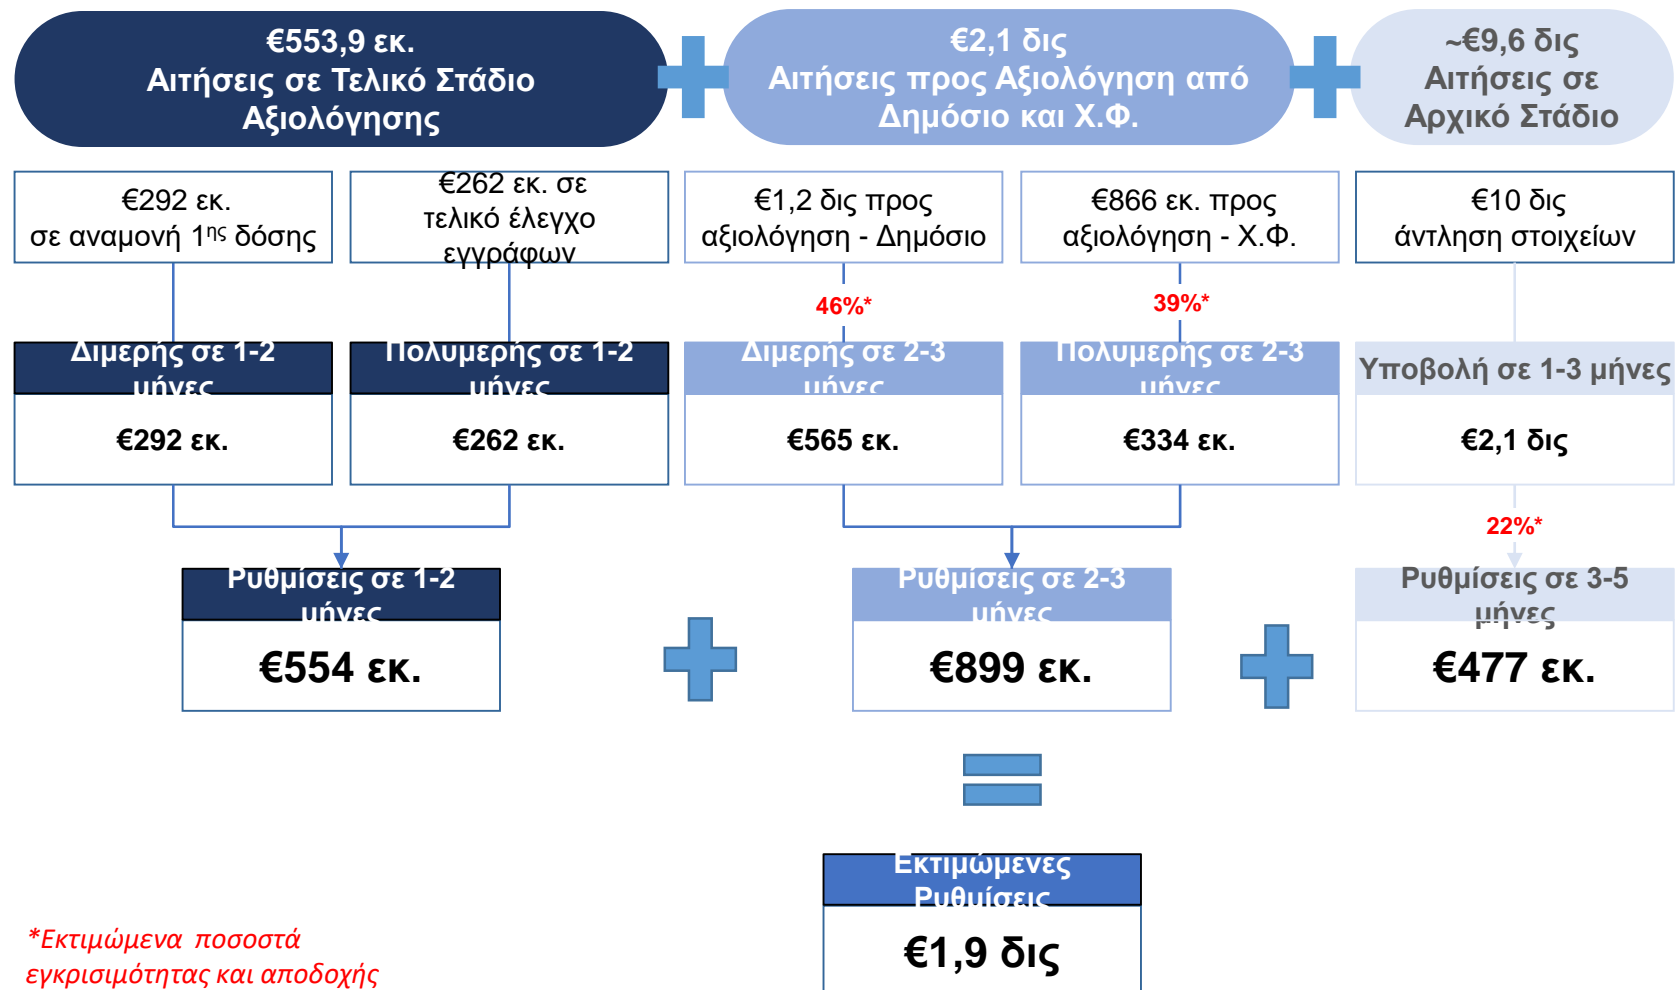 €553,9 εκ.
Αιτήσεις σε Τελικό Στάδιο
Αξιολόγησης
€2,1 δις
Αιτήσεις προς Αξιολόγηση από
Δημόσιο και Χ.Φ.
~€9,6 δις
Αιτήσεις σε
Αρχικό Στάδιο
€292 εκ.
σε αναμονή 1ης δόσης
€262 εκ. σε
τελικό έλεγχο
εγγράφων
€1,2 δις προς
αξιολόγηση - Δημόσιο
€866 εκ. προς
αξιολόγηση - Χ.Φ.
€10 δις
άντληση στοιχείων
46%*
39%*
Διμερής σε 1-2
μήνες
Πολυμερής σε 1-2
μήνες
Διμερής σε 2-3
μήνες
Πολυμερής σε 2-3
μήνες
Υποβολή σε 1-3 μήνες
€292 εκ.
€262 εκ.
€565 εκ.
€334 εκ.
€2,1 δις
22%*
Ρυθμίσεις σε 1-2
μήνες
Ρυθμίσεις σε 2-3
μήνες
Ρυθμίσεις σε 3-5
μήνες
€554 εκ.
€899 εκ.
€477 εκ.
Εκτιμώμενες
Ρυθμίσεις
€1,9 δις
*Εκτιμώμενα ποσοστά
εγκρισιμότητας και αποδοχής